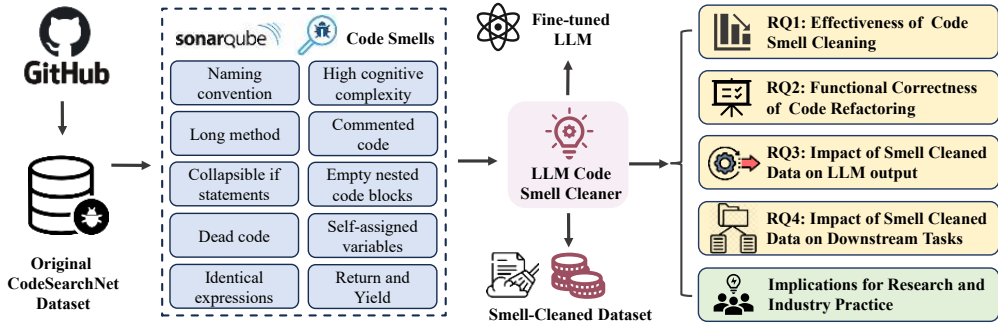 GitHub
Original
CodeSearchNet
Dataset
sonarqube
Code Smells
Naming
convention
High cognitive
complexity
Long method
Commented
code
Collapsible if
statements
Empty nested
code blocks
Dead code
Self-assigned
variables
Identical
expressions
Return and
Yield
Fine-tuned
LLM
LLM Code
Smell Cleaner
Smell-Cleaned Dataset
RQ1: Effectiveness of Code
Smell Cleaning
RQ2: Functional Correctness
of Code Refactoring
RQ3: Impact of Smell Cleaned
Data on LLM output
RQ4: Impact of Smell Cleaned
Data on Downstream Tasks
Implications for Research and
Industry Practice